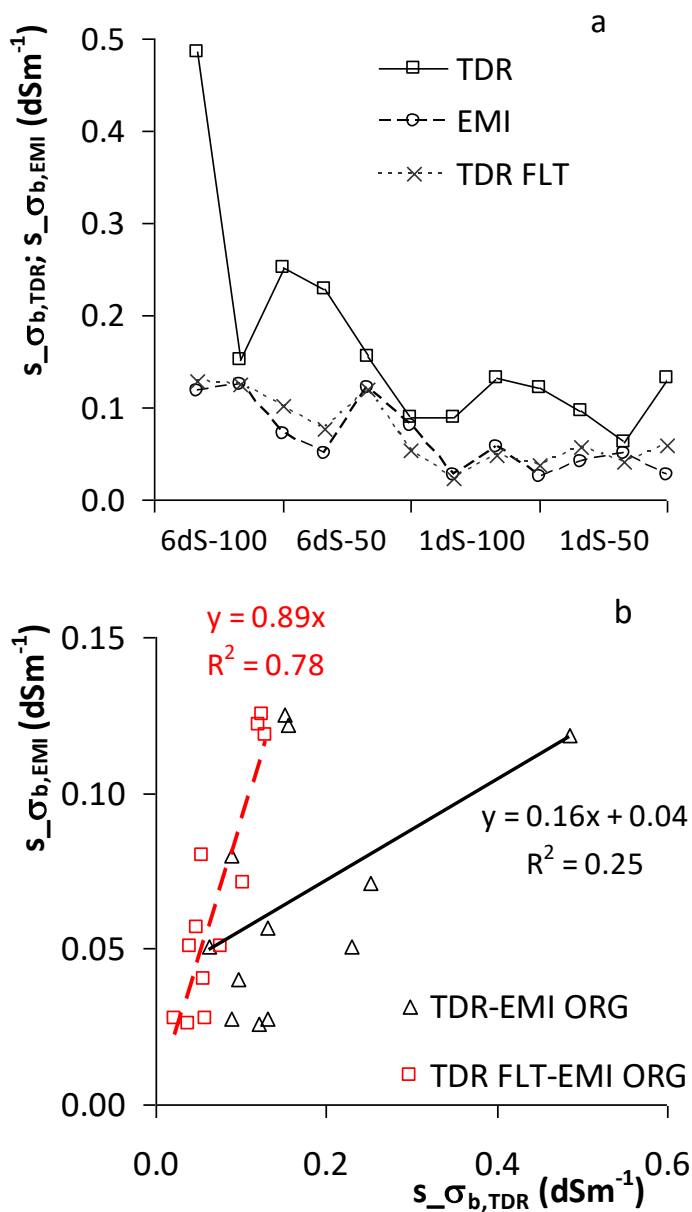 a
s_σb,TDR; s_σb,EMI (dSm-1)
0.5
0.4
0.3
0.2
0.1
0.0
TDR
EMI
TDR FLT
6dS-100 6dS-50 1dS-100 1dS-50
b
s_σb,EMI (dSm-1)
0.15
0.10
0.05
0.00
y = 0.89x
R2 = 0.78
y = 0.16x + 0.04
R2 = 0.25
TDR-EMI ORG
TDR FLT-EMI ORG
0.0 0.2 0.4 0.6
s_σb,TDR (dSm-1)